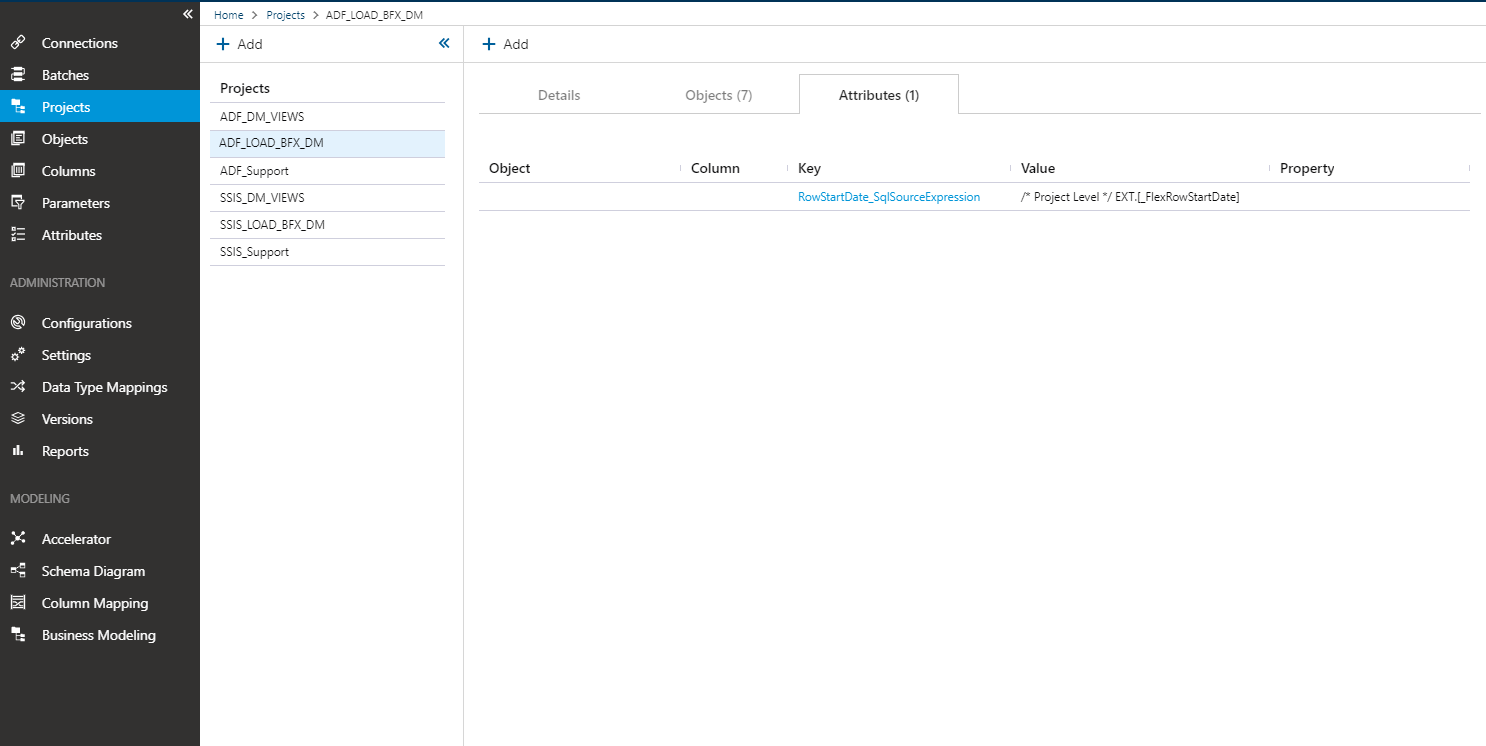 Home > Projects > ADF_LOAD_BFX_DM
Connections
Batches
Projects
Objects
Columns
Parameters
Attributes
ADMINISTRATION
Configurations
Settings
Data Type Mappings
Versions
Reports
MODELING
Accelerator
Schema Diagram
Column Mapping
Business Modeling
+ Add
Projects
ADF_DM_VIEWS
ADF_LOAD_BFX_DM
ADF_Support
SSIS_DM_VIEWS
SSIS_LOAD_BFX_DM
SSIS_Support
+ Add
Details Objects (7) Attributes (1)
Object Column Key Value Property
RowStartDate_SqlSourceExpression /* Project Level */ EXT.[_FlexRowStartDate]